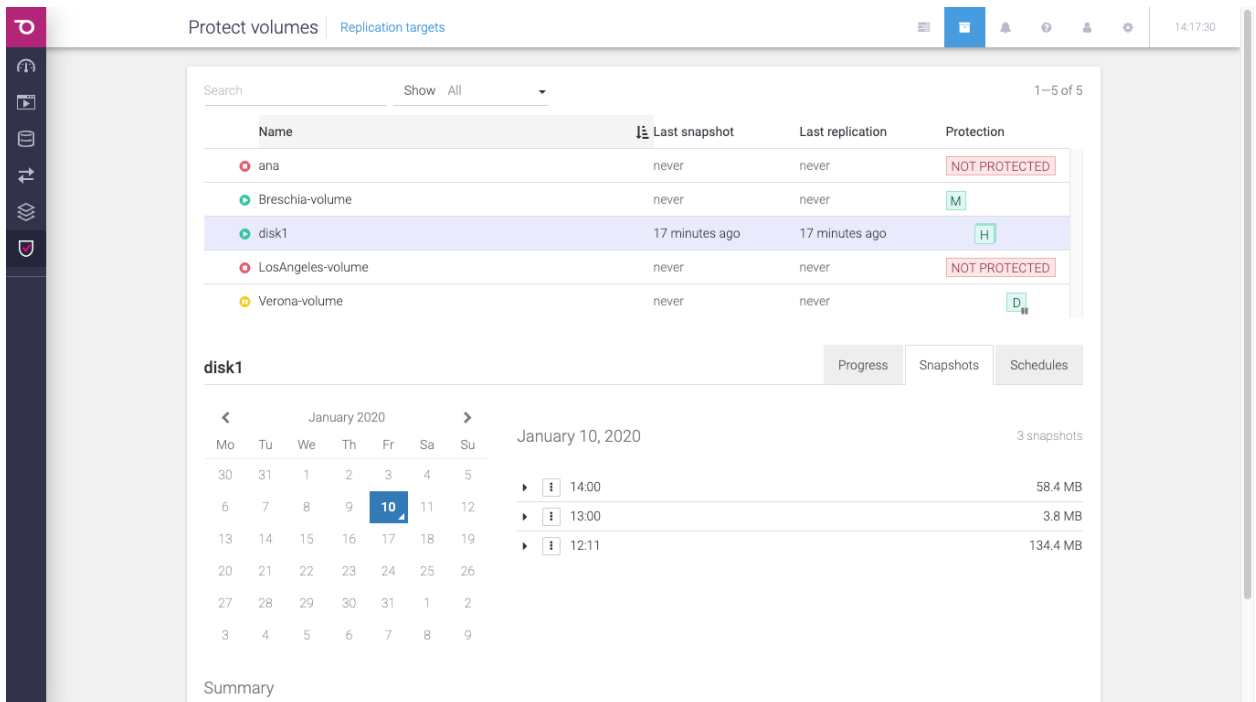 Protect volumes Replication targets 14:17:30
Search Show All 1–5 of 5
Name Last snapshot Last replication Protection
ana never never NOT PROTECTED
Breschia-volume never never M
disk1 17 minutes ago 17 minutes ago H
LosAngeles-volume never never NOT PROTECTED
Verona-volume never never D
disk1 Progress Snapshots Schedules
January 2020
Mo Tu We Th Fr Sa Su
30 31 1 2 3 4 5
6 7 8 9 10 11 12
13 14 15 16 17 18 19
20 21 22 23 24 25 26
27 28 29 30 31 1 2
3 4 5 6 7 8 9
January 10, 2020 3 snapshots
14:00 58.4 MB
13:00 3.8 MB
12:11 134.4 MB
Summary